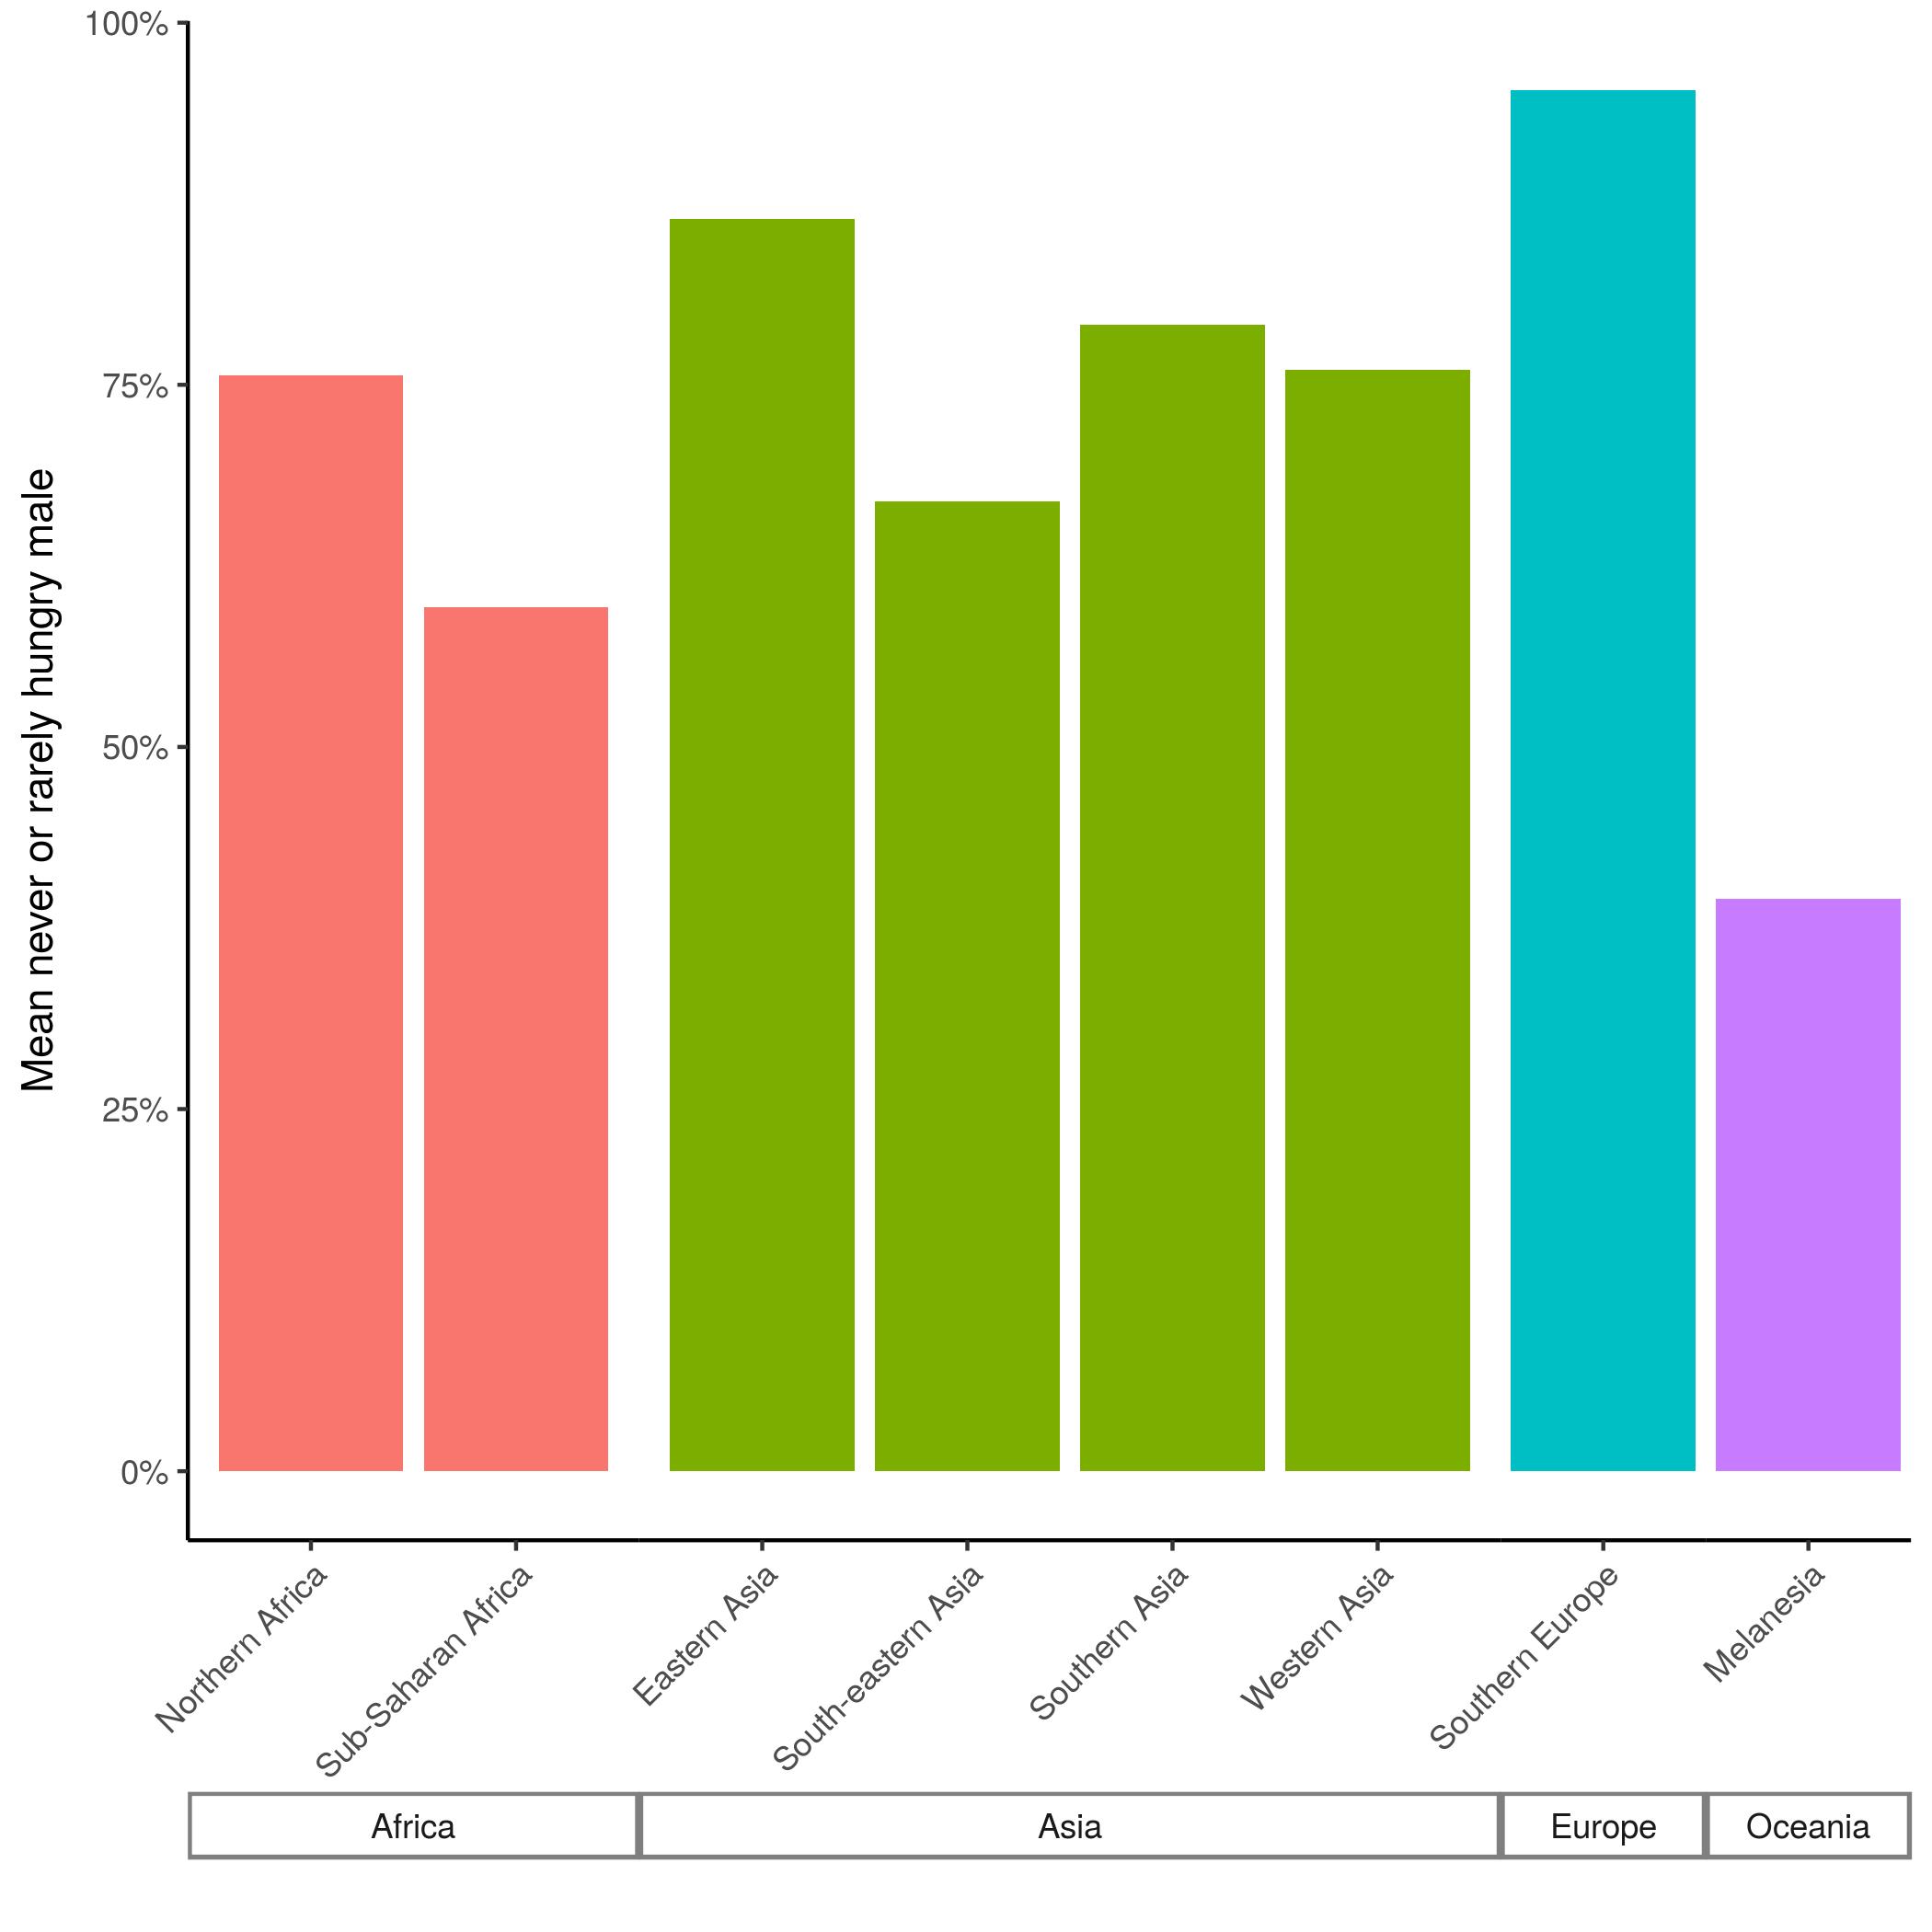 Mean never or rarely hungry male
100%
75%
50%
25%
0%
Northern Africa
Sub-Saharan Africa
Eastern Asia
South-eastern Asia
Southern Asia
Western Asia
Southern Europe
Melanesia
Africa
Asia
Europe
Oceania